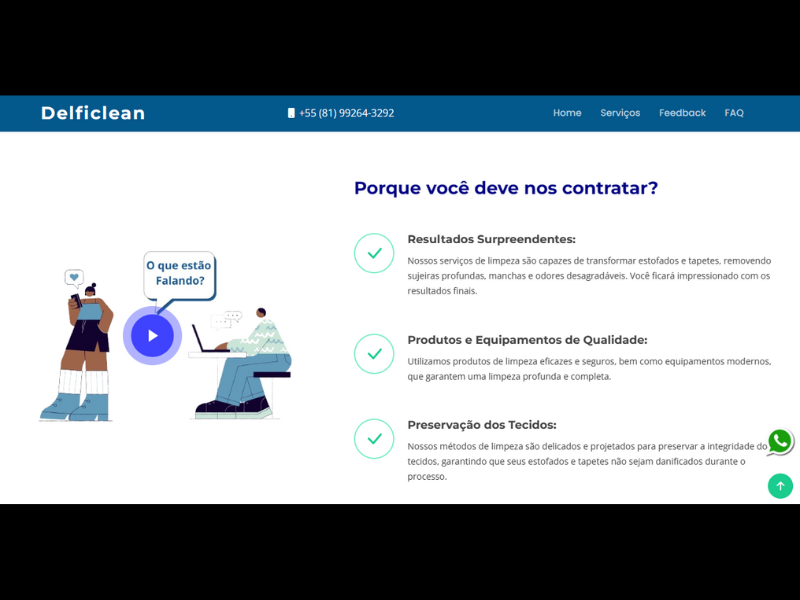 Delficlean
+55 (81) 99264-3292
Home Serviços Feedback FAQ
Porque você deve nos contratar?
O que estão
Falando?
Resultados Surpreendentes:
Nossos serviços de limpeza são capazes de transformar estofados e tapetes, removendo
sujeiras profundas, manchas e odores desagradáveis. Você ficará impressionado com os
resultados finais.
Produtos e Equipamentos de Qualidade:
Utilizamos produtos de limpeza eficazes e seguros, bem como equipamentos modernos,
que garantem uma limpeza profunda e completa.
Preservação dos Tecidos:
Nossos métodos de limpeza são delicados e projetados para preservar a integridade do
tecidos, garantindo que seus estofados e tapetes não sejam danificados durante o
processo.